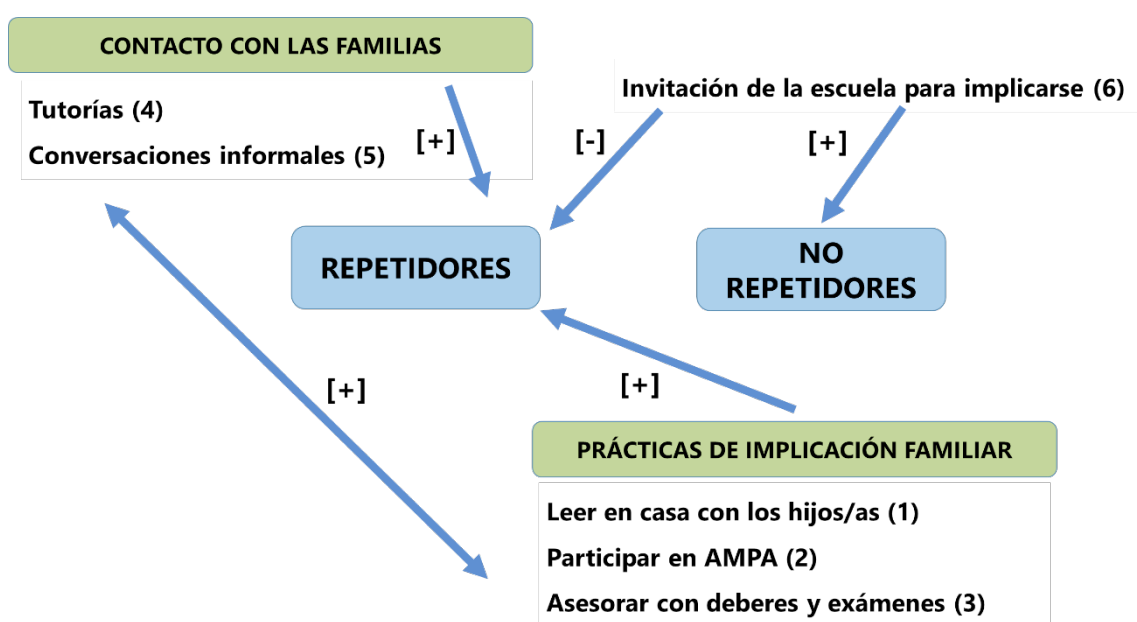 CONTACTO CON LAS FAMILIAS
Tutorías (4)
Conversaciones informales (5)
[+]
Invitación de la escuela para implicarse (6)
[-]
[+]
REPETIDORES
NO
REPETIDORES
[+]
[+]
PRÁCTICAS DE IMPLICACIÓN FAMILIAR
Leer en casa con los hijos/as (1)
Participar en AMPA (2)
Asesorar con deberes y exámenes (3)